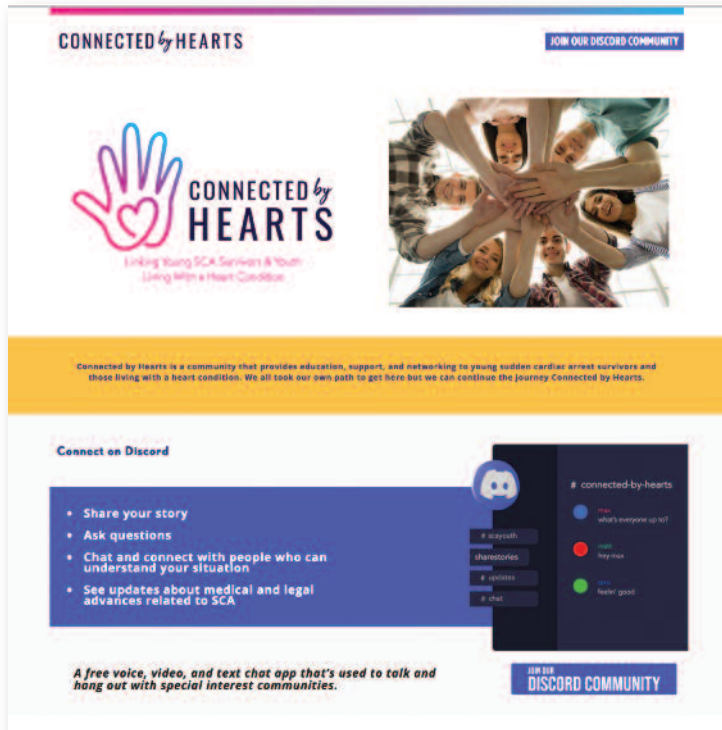 CONNECTED by HEARTS
JOIN OUR DISCORD COMMUNITY
CONNECTED by
HEARTS
Linking Young SCA Survivors & Youth
Living With a Heart Condition
Connected by Hearts is a community that provides education, support, and networking to young sudden cardiac arrest survivors and
those living with a heart condition. We all took our own path to get here but we can continue the journey Connected by Hearts.
Connect on Discord
• Share your story
• Ask questions
• Chat and connect with people who can
understand your situation
• See updates about medical and legal
advances related to SCA
# connected-by-hearts
max
what's everyone up to?
# scayouth
matt
hey max
sharestories
# updates
feelin' good
# chat
A free voice, video, and text chat app that's used to talk and
hang out with special interest communities.
JOIN OUR
DISCORD COMMUNITY